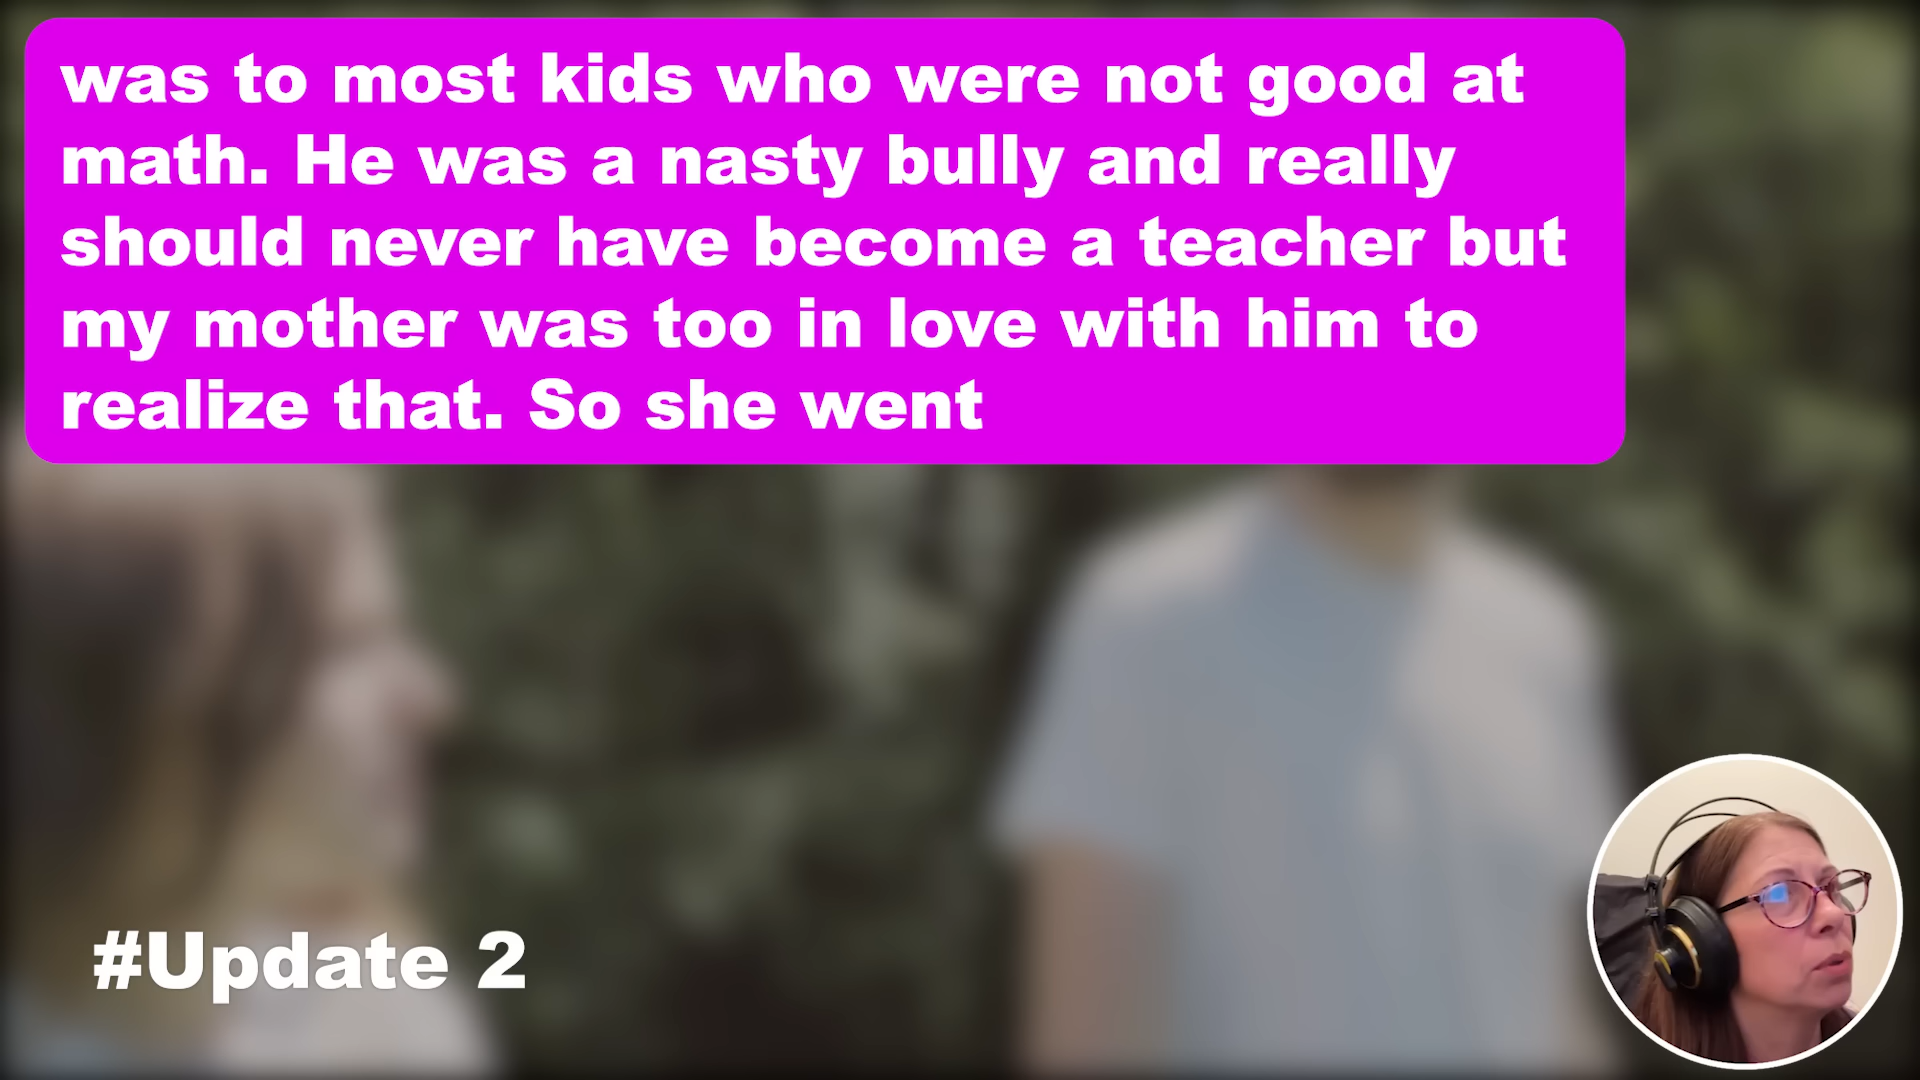 was to most kids who were not good at
math. He was a nasty bully and really
should never have become a teacher but
my mother was too in love with him to
realize that. So she went
#Update 2